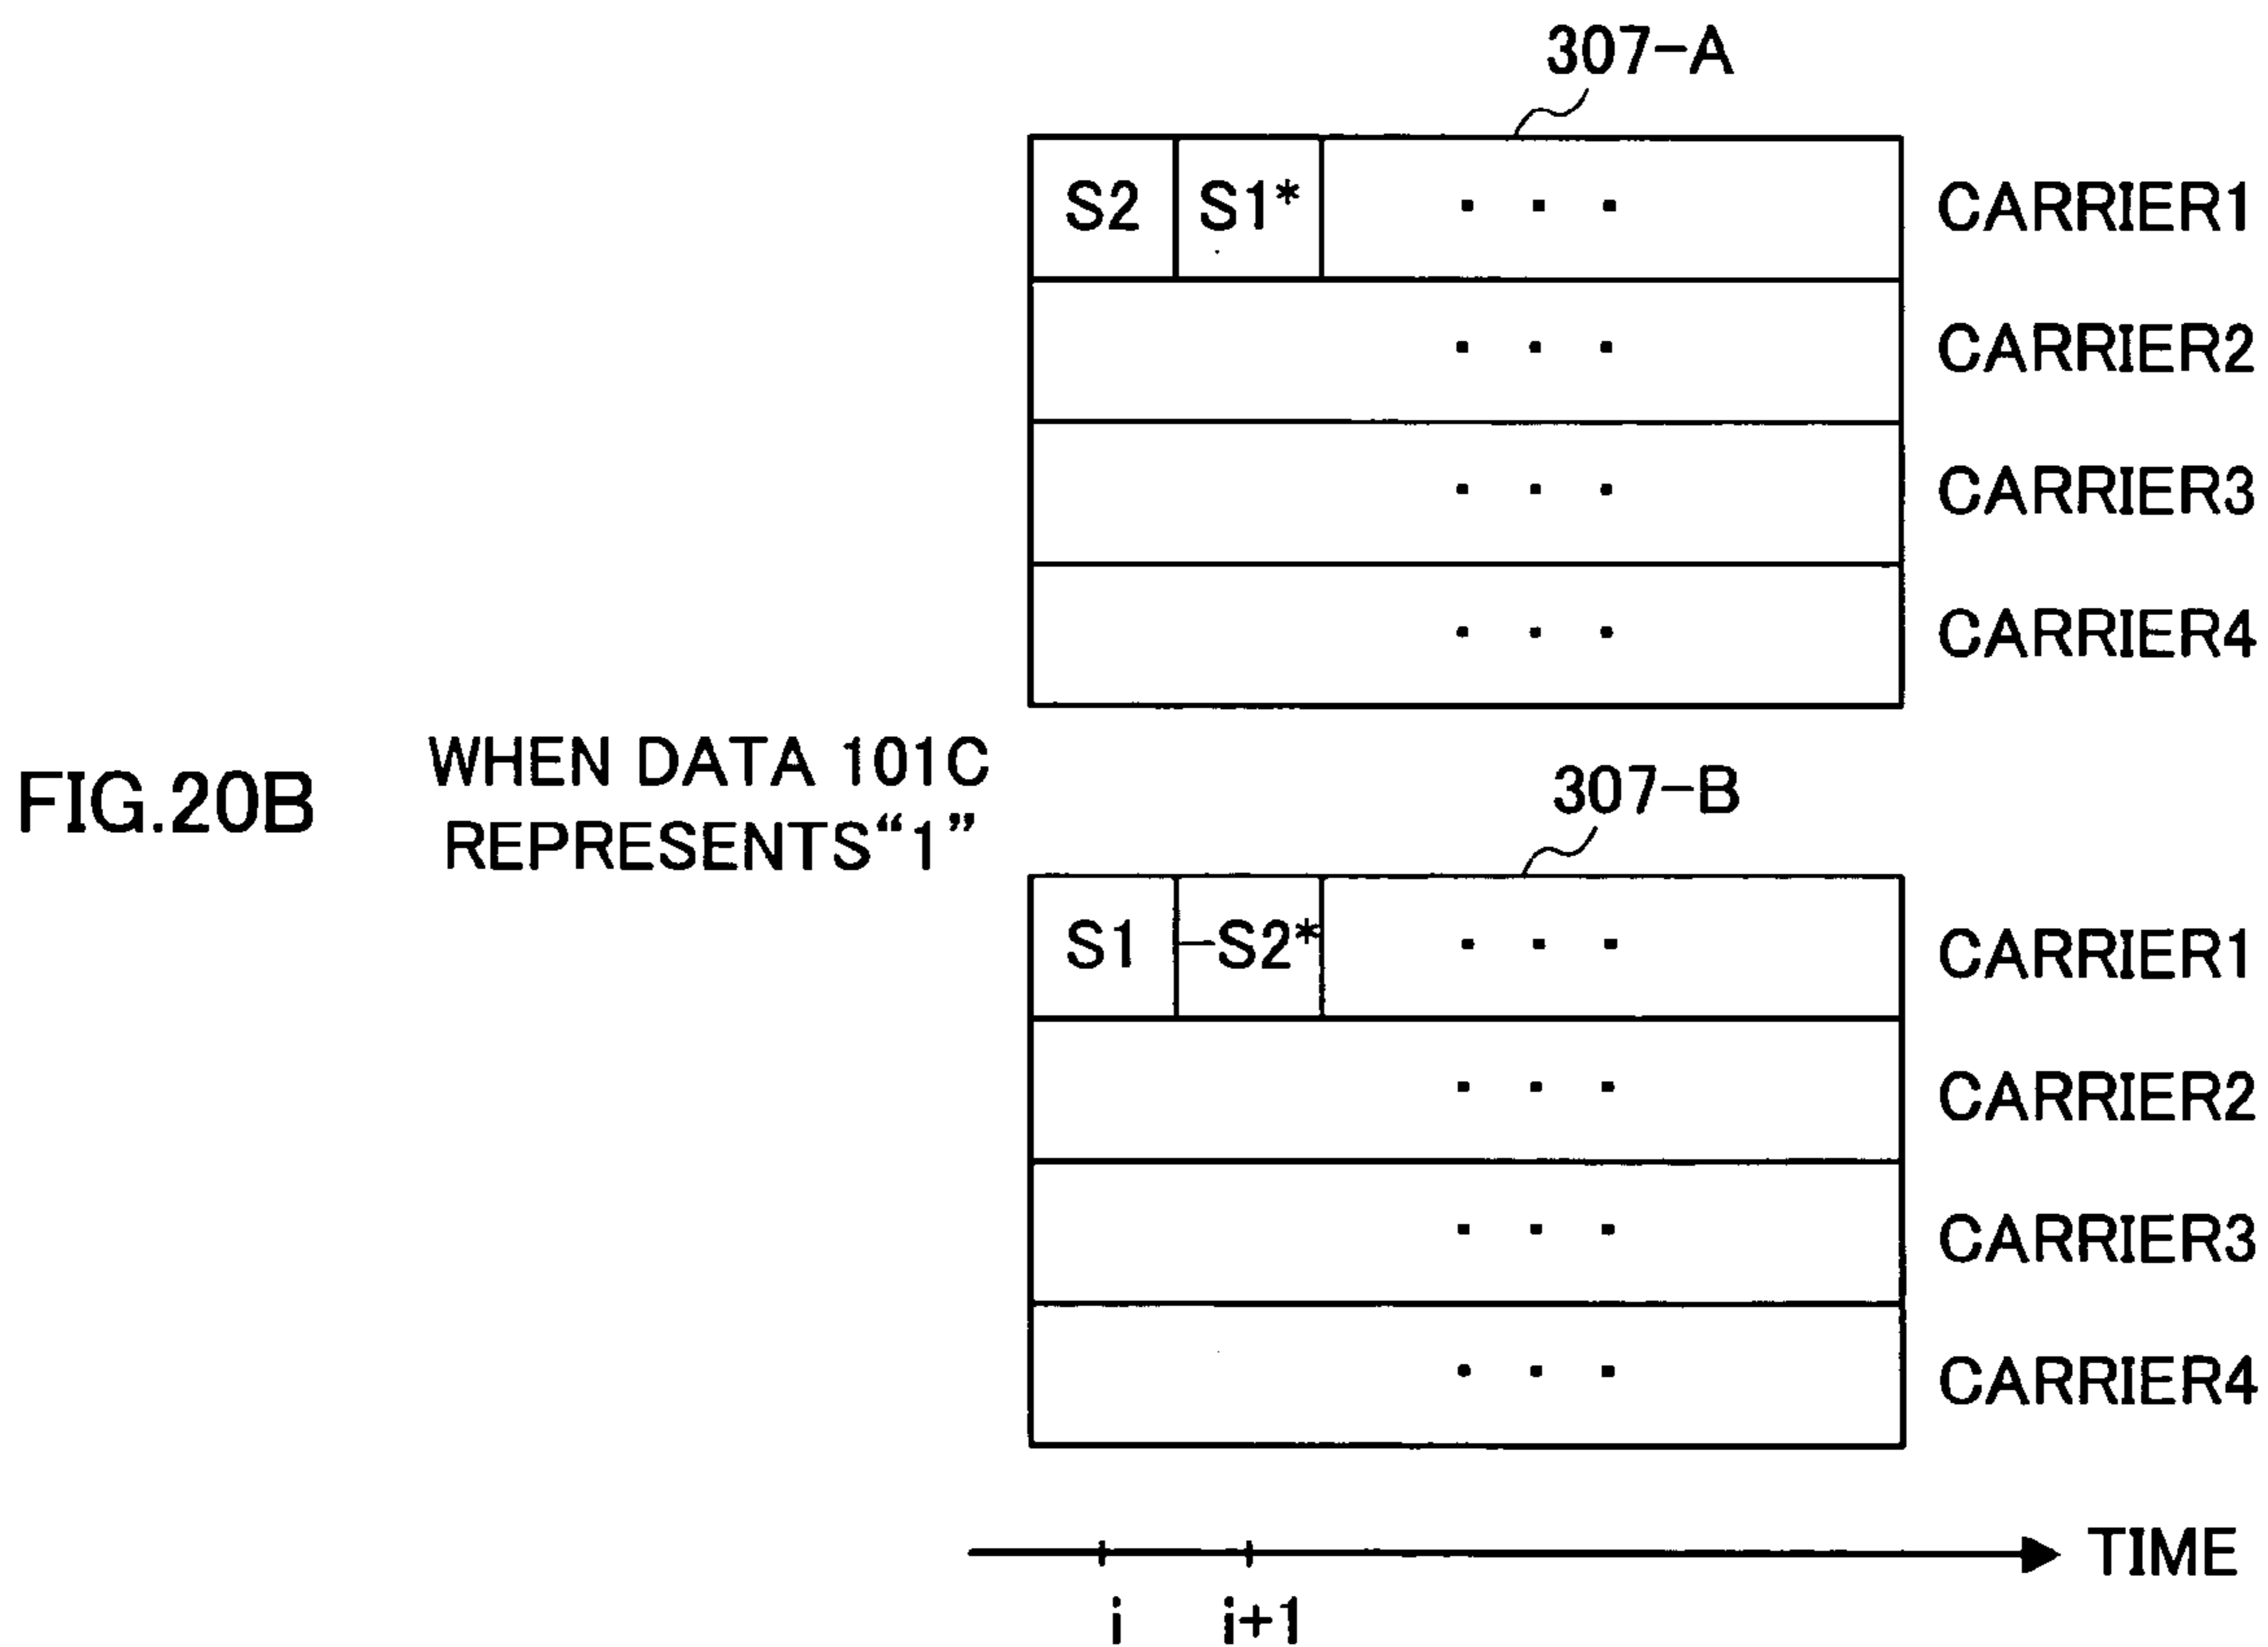 307-A
S2 S1* ・ ・ ・ CARRIER1
・ ・ ・ CARRIER2
・ ・ ・ CARRIER3
・ ・ ・ CARRIER4
FIG.20B
WHEN DATA 101C
REPRESENTS“1”
307-B
S1 -S2* ・ ・ ・ CARRIER1
・ ・ ・ CARRIER2
・ ・ ・ CARRIER3
・ ・ ・ CARRIER4
TIME
i i+1